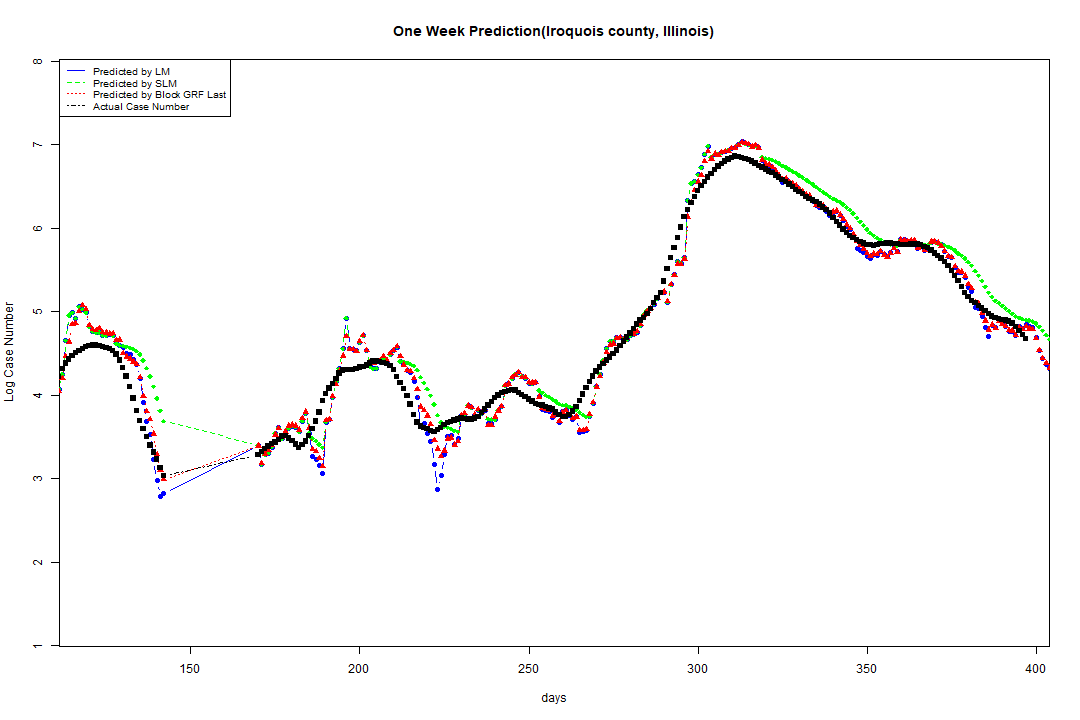 One Week Prediction(Iroquois county, Illinois)
Predicted by LM
Predicted by SLM
Predicted by Block GRF Last
Actual Case Number
Log Case Number
8
7
6
5
4
3
2
1
150 200 250 300 350 400
days